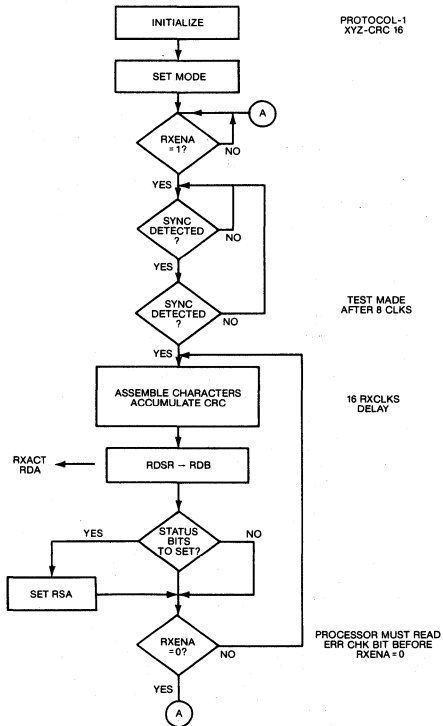 INITIALIZE
PROTOCOL-1
XYZ-CRC 16
SET MODE
A
RXENA
=1?
NO
YES
SYNC
DETECTED
?
NO
YES
SYNC
DETECTED
?
NO
TEST MADE
AFTER 8 CLKS
YES
ASSEMBLE CHARACTERS
ACCUMULATE CRC
16 RXCLKS
DELAY
RXACT
RDA
RDSR → RDB
STATUS
BITS
TO SET?
YES
NO
SET RSA
RXENA
=0?
NO
PROCESSOR MUST READ
ERR CHK BIT BEFORE
RXENA = 0
YES
A